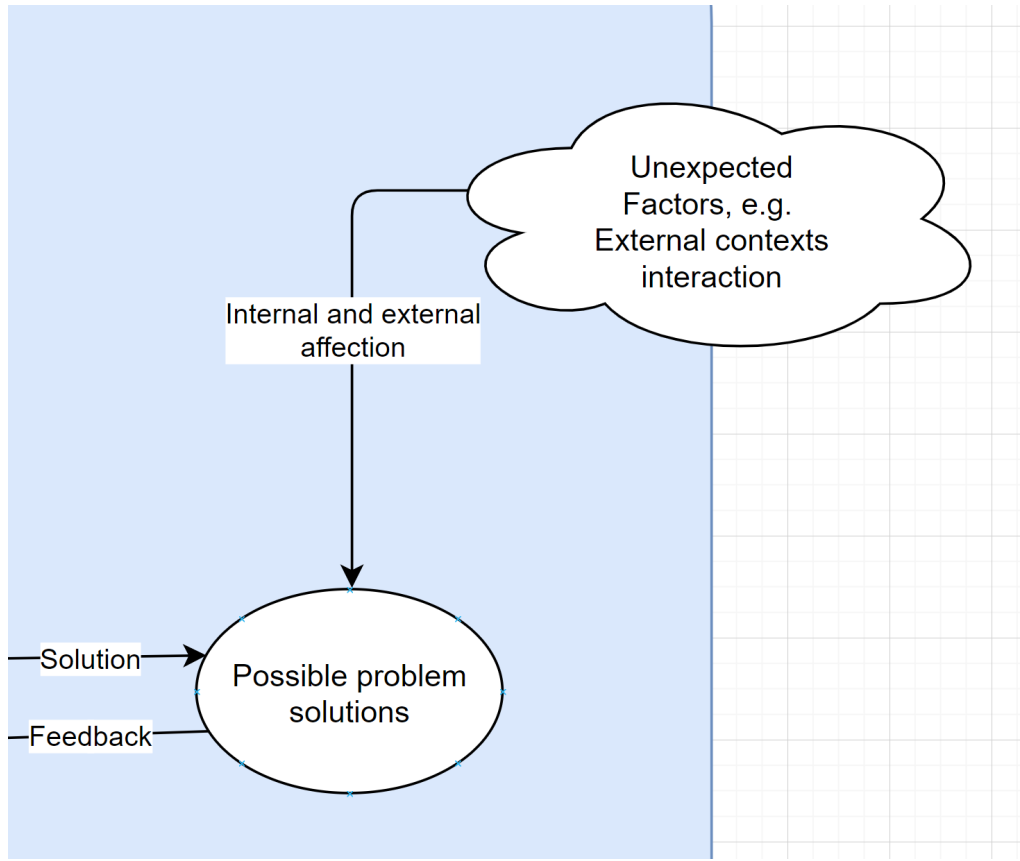 Unexpected
Factors, e.g.
External contexts
interaction
Internal and external
affection
Solution
Possible problem
solutions
Feedback